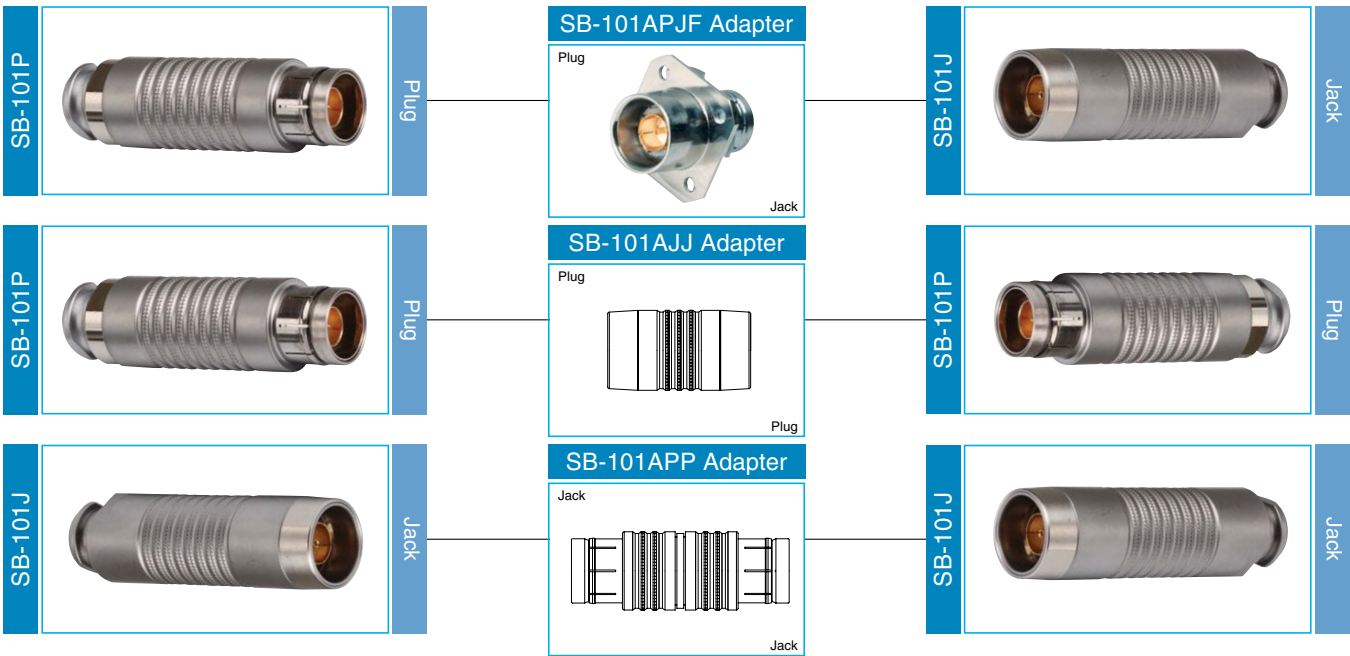 SB-101P
Plug
SB-101APJF Adapter
Plug
Jack
SB-101J
Jack
SB-101P
Plug
SB-101AJJ Adapter
Plug
Plug
SB-101P
Plug
SB-101J
Jack
SB-101APP Adapter
Jack
Jack
SB-101J
Jack